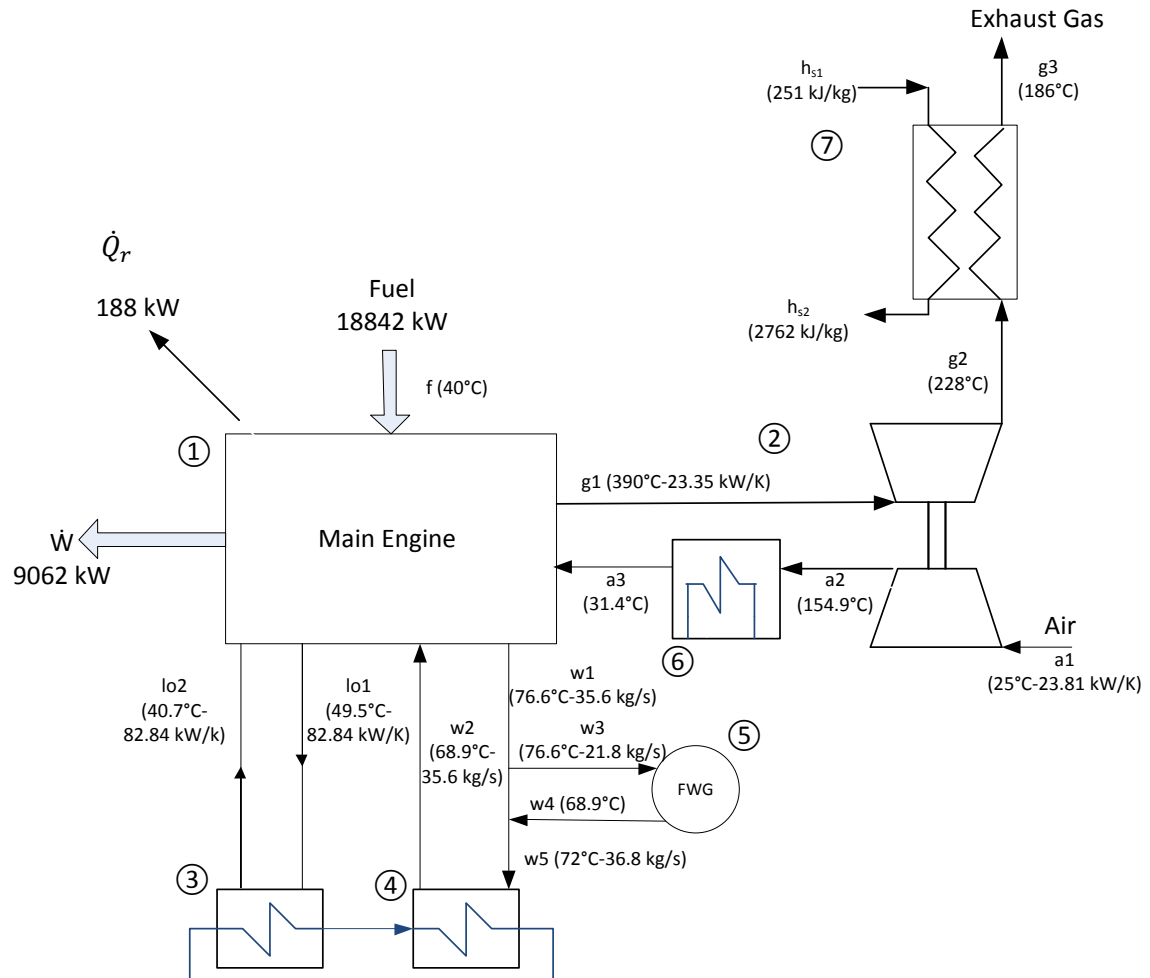 Exhaust Gas
h_s1
(251 kJ/kg)
g3
(186°C)
⑦
Q̇_r
188 kW
Fuel
18842 kW
h_s2
(2762 kJ/kg)
g2
(228°C)
f (40°C)
①
②
g1 (390°C-23.35 kW/K)
Main Engine
Ẇ
9062 kW
a3
(31.4°C)
a2
(154.9°C)
Air
a1
(25°C-23.81 kW/K)
⑥
lo2
(40.7°C-
82.84 kW/k)
lo1
(49.5°C-
82.84 kW/K)
w2
(68.9°C-
35.6 kg/s)
w1
(76.6°C-35.6 kg/s)
w3
(76.6°C-21.8 kg/s)
⑤
FWG
w4 (68.9°C)
w5 (72°C-36.8 kg/s)
③
④